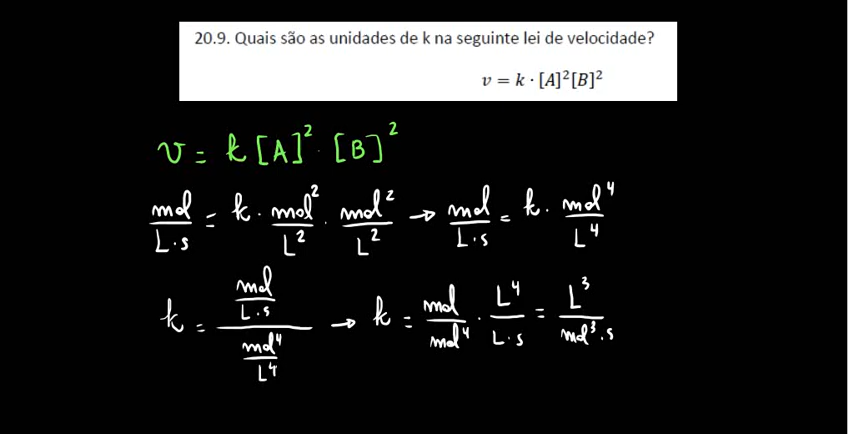 20.9. Quais são as unidades de k na seguinte lei de velocidade?
v = k · [A]²[B]²
v = k [A]² · [B]²
mol/L·s = k · mol²/L² · mol²/L² → mol/L·s = k · mol⁴/L⁴
k = (mol/L·s)/(mol⁴/L⁴) → k = mol/mol⁴ · L⁴/L·s = L³/mol³·s